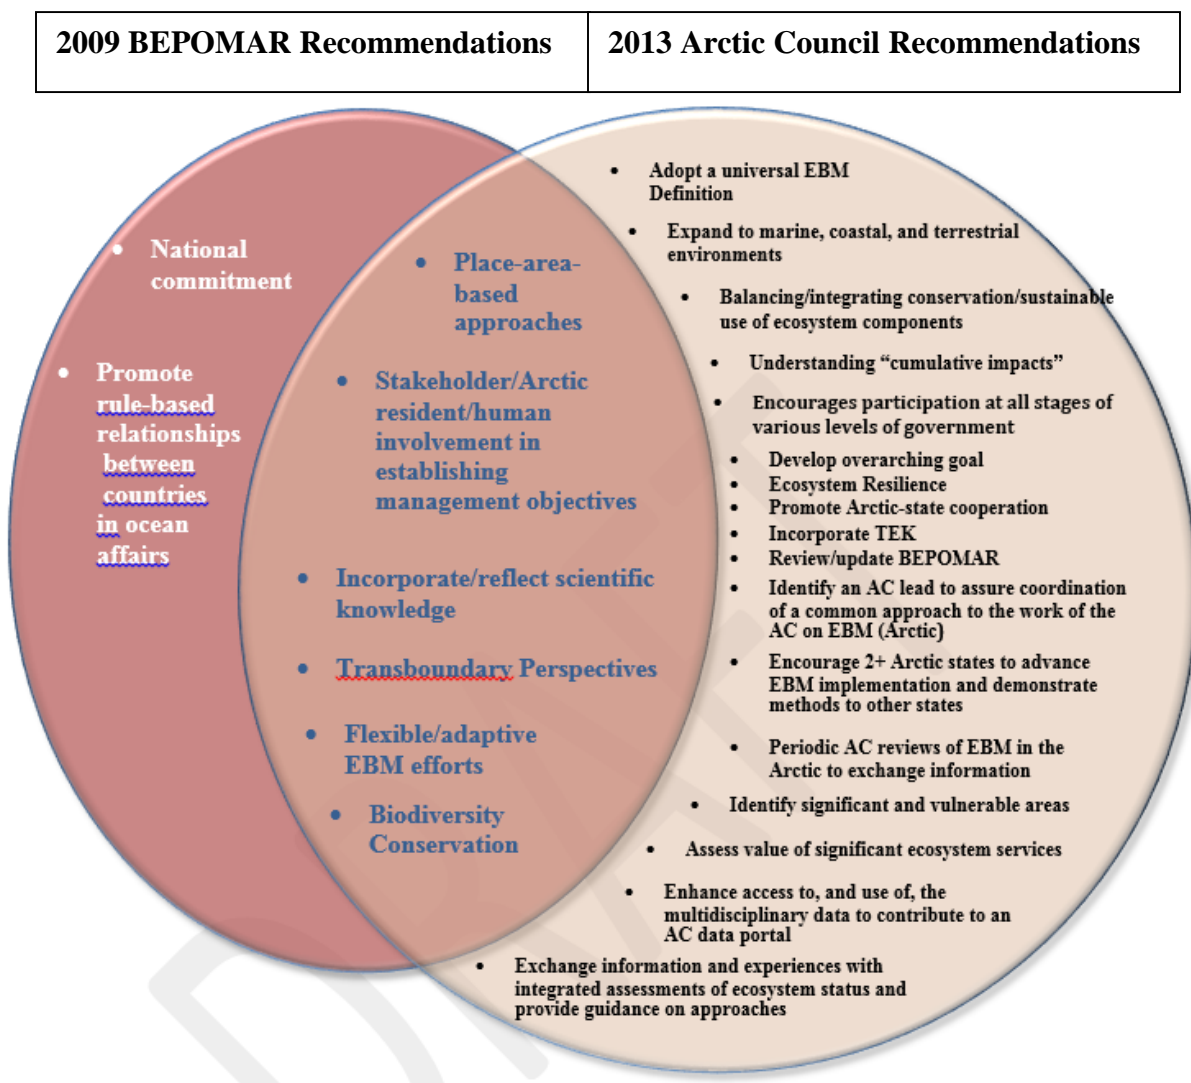 2009 BEPOMAR Recommendations
2013 Arctic Council Recommendations
• National
commitment
• Promote
rule-based
relationships
between
countries
in ocean
affairs
• Place-area-
based
approaches
• Stakeholder/Arctic
resident/human
involvement in
establishing
management objectives
• Incorporate/reflect scientific
knowledge
• Transboundary Perspectives
• Flexible/adaptive
EBM efforts
• Biodiversity
Conservation
• Adopt a universal EBM
Definition
• Expand to marine, coastal, and terrestrial
environments
• Balancing/integrating conservation/sustainable
use of ecosystem components
• Understanding “cumulative impacts”
• Encourages participation at all stages of
various levels of government
• Develop overarching goal
• Ecosystem Resilience
• Promote Arctic-state cooperation
• Incorporate TEK
• Review/update BEPOMAR
• Identify an AC lead to assure coordination
of a common approach to the work of the
AC on EBM (Arctic)
• Encourage 2+ Arctic states to advance
EBM implementation and demonstrate
methods to other states
• Periodic AC reviews of EBM in the
Arctic to exchange information
• Identify significant and vulnerable areas
• Assess value of significant ecosystem services
• Enhance access to, and use of, the
multidisciplinary data to contribute to an
AC data portal
• Exchange information and experiences with
integrated assessments of ecosystem status and
provide guidance on approaches
DRAFT